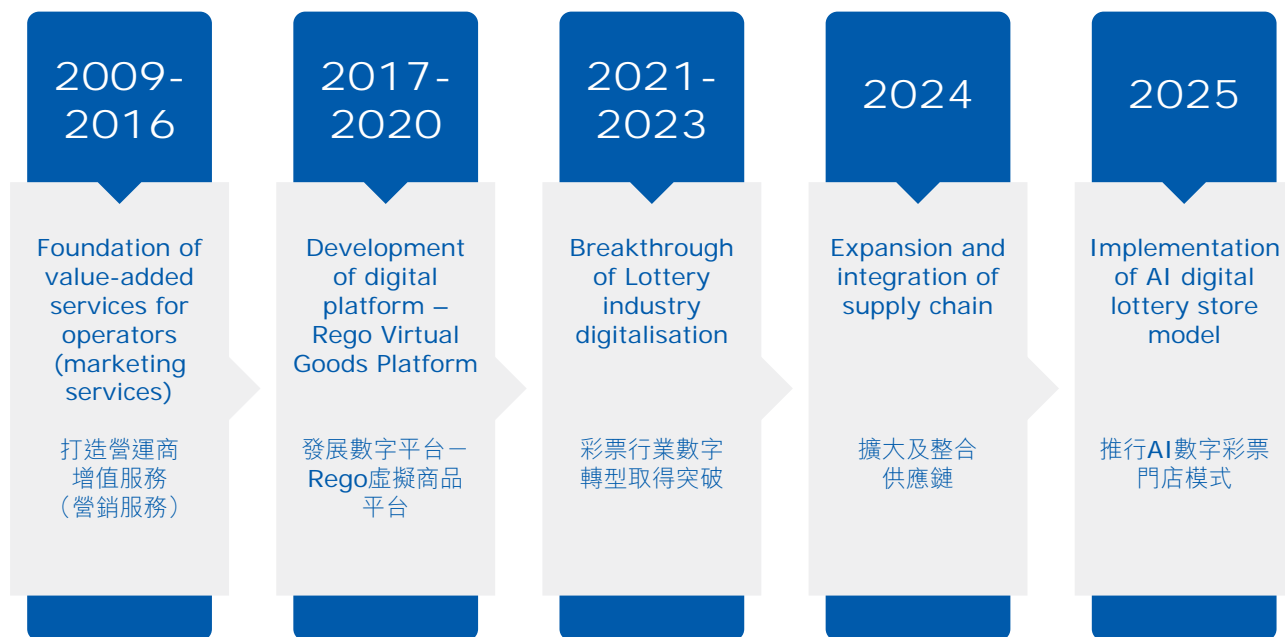 2009-
2016
Foundation of
value-added
services for
operators
(marketing
services)
打造營運商
增值服務
（營銷服務）
2017-
2020
Development
of digital
platform –
Rego Virtual
Goods Platform
發展數字平台－
Rego虛擬商品
平台
2021-
2023
Breakthrough
of Lottery
industry
digitalisation
彩票行業數字
轉型取得突破
2024
Expansion and
integration of
supply chain
擴大及整合
供應鏈
2025
Implementation
of AI digital
lottery store
model
推行AI數字彩票
門店模式